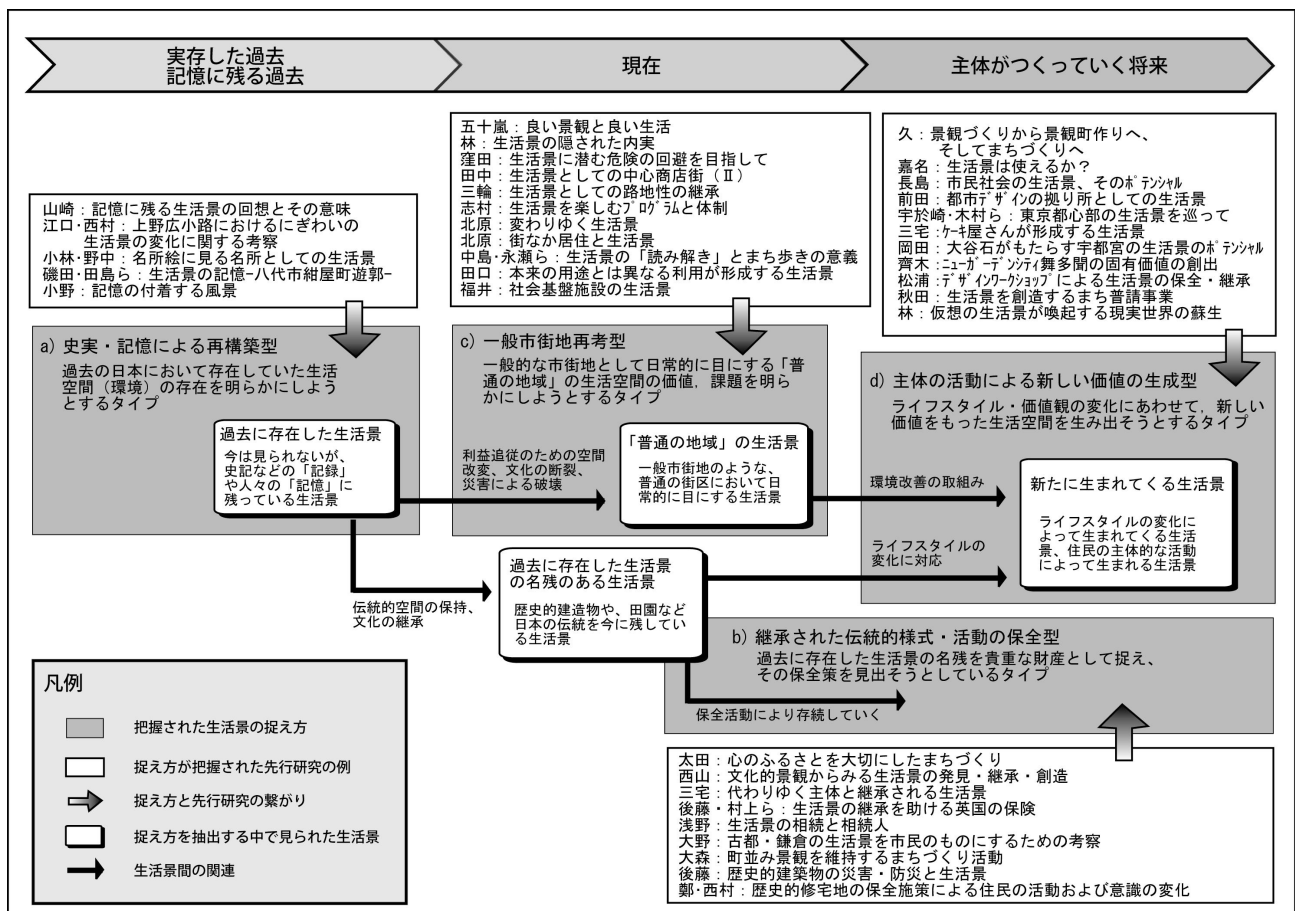 実存した過去
記憶に残る過去
現在
主体がつくっていく将来
山崎：記憶に残る生活景の回想とその意味
江口・西村：上野広小路におけるにぎわいの
生活景の変化に関する考察
小林・野中：名所絵に見る名所としての生活景
磯田・田島ら：生活景の記憶−八代市紺屋町遊郭−
小野：記憶の付着する風景
五十嵐：良い景観と良い生活
林：生活景の隠された内実
窪田：生活景に潜む危険の回避を目指して
田中：生活景としての中心商店街（Ⅱ）
三輪：生活景としての路地性の継承
志村：生活景を楽しむプログラムと体制
北原：変わりゆく生活景
北原：街なか居住と生活景
中島・永瀬ら：生活景の「読み解き」とまち歩きの意義
田口：本来の用途とは異なる利用が形成する生活景
福井：社会基盤施設の生活景
久：景観づくりから景観町作りへ、
そしてまちづくりへ
嘉名：生活景は使えるか？
長島：市民社会の生活景、そのポテンシャル
前田：都市デザインの拠り所としての生活景
宇於崎・木村ら：東京都心部の生活景を巡って
三宅：ケーキ屋さんが形成する生活景
岡田：大谷石がもたらす宇都宮の生活景のポテンシャル
齊木：ニューガーデンシティ舞多聞の固有価値の創出
松浦：デザインワークショップによる生活景の保全・継承
秋田：生活景を創造するまち普請事業
林：仮想の生活景が喚起する現実世界の蘇生
a）史実・記憶による再構築型
過去の日本において存在していた生活
空間（環境）の存在を明らかにしよう
とするタイプ
過去に存在した生活景
今は見られないが、
史記などの「記録」
や人々の「記憶」に
残っている生活景
c）一般市街地再考型
一般的な市街地として日常的に目にする「普
通の地域」の生活空間の価値，課題を明ら
かにしようとするタイプ
利益追従のための空間
改変、文化の断裂、
災害による破壊
「普通の地域」の生活景
一般市街地のような、
普通の街区において日
常的に目にする生活景
d）主体の活動による新しい価値の生成型
ライフスタイル・価値観の変化にあわせて，新しい
価値をもった生活空間を生み出そうとするタイプ
環境改善の取組み
ライフスタイルの
変化に対応
新たに生まれてくる生活景
ライフスタイルの変化に
よって生まれてくる生活
景、住民の主体的な活動
によって生まれる生活景
伝統的空間の保持、
文化の継承
過去に存在した生活景
の名残のある生活景
歴史的建造物や、田園など
日本の伝統を今に残してい
る生活景
b）継承された伝統的様式・活動の保全型
過去に存在した生活景の名残を貴重な財産として捉え、
その保全策を見出そうとしているタイプ
保全活動により存続していく
太田：心のふるさとを大切にしたまちづくり
西山：文化的景観からみる生活景の発見・継承・創造
三宅：代わりゆく主体と継承される生活景
後藤・村上ら：生活景の継承を助ける英国の保険
浅野：生活景の相続と相続人
大野：古都・鎌倉の生活景を市民のものにするための考察
大森：町並み景観を維持するまちづくり活動
後藤：歴史的建築物の災害・防災と生活景
鄭・西村：歴史的修宅地の保全施策による住民の活動および意識の変化
凡例
把握された生活景の捉え方
捉え方が把握された先行研究の例
捉え方と先行研究の繋がり
捉え方を抽出する中で見られた生活景
生活景間の関連